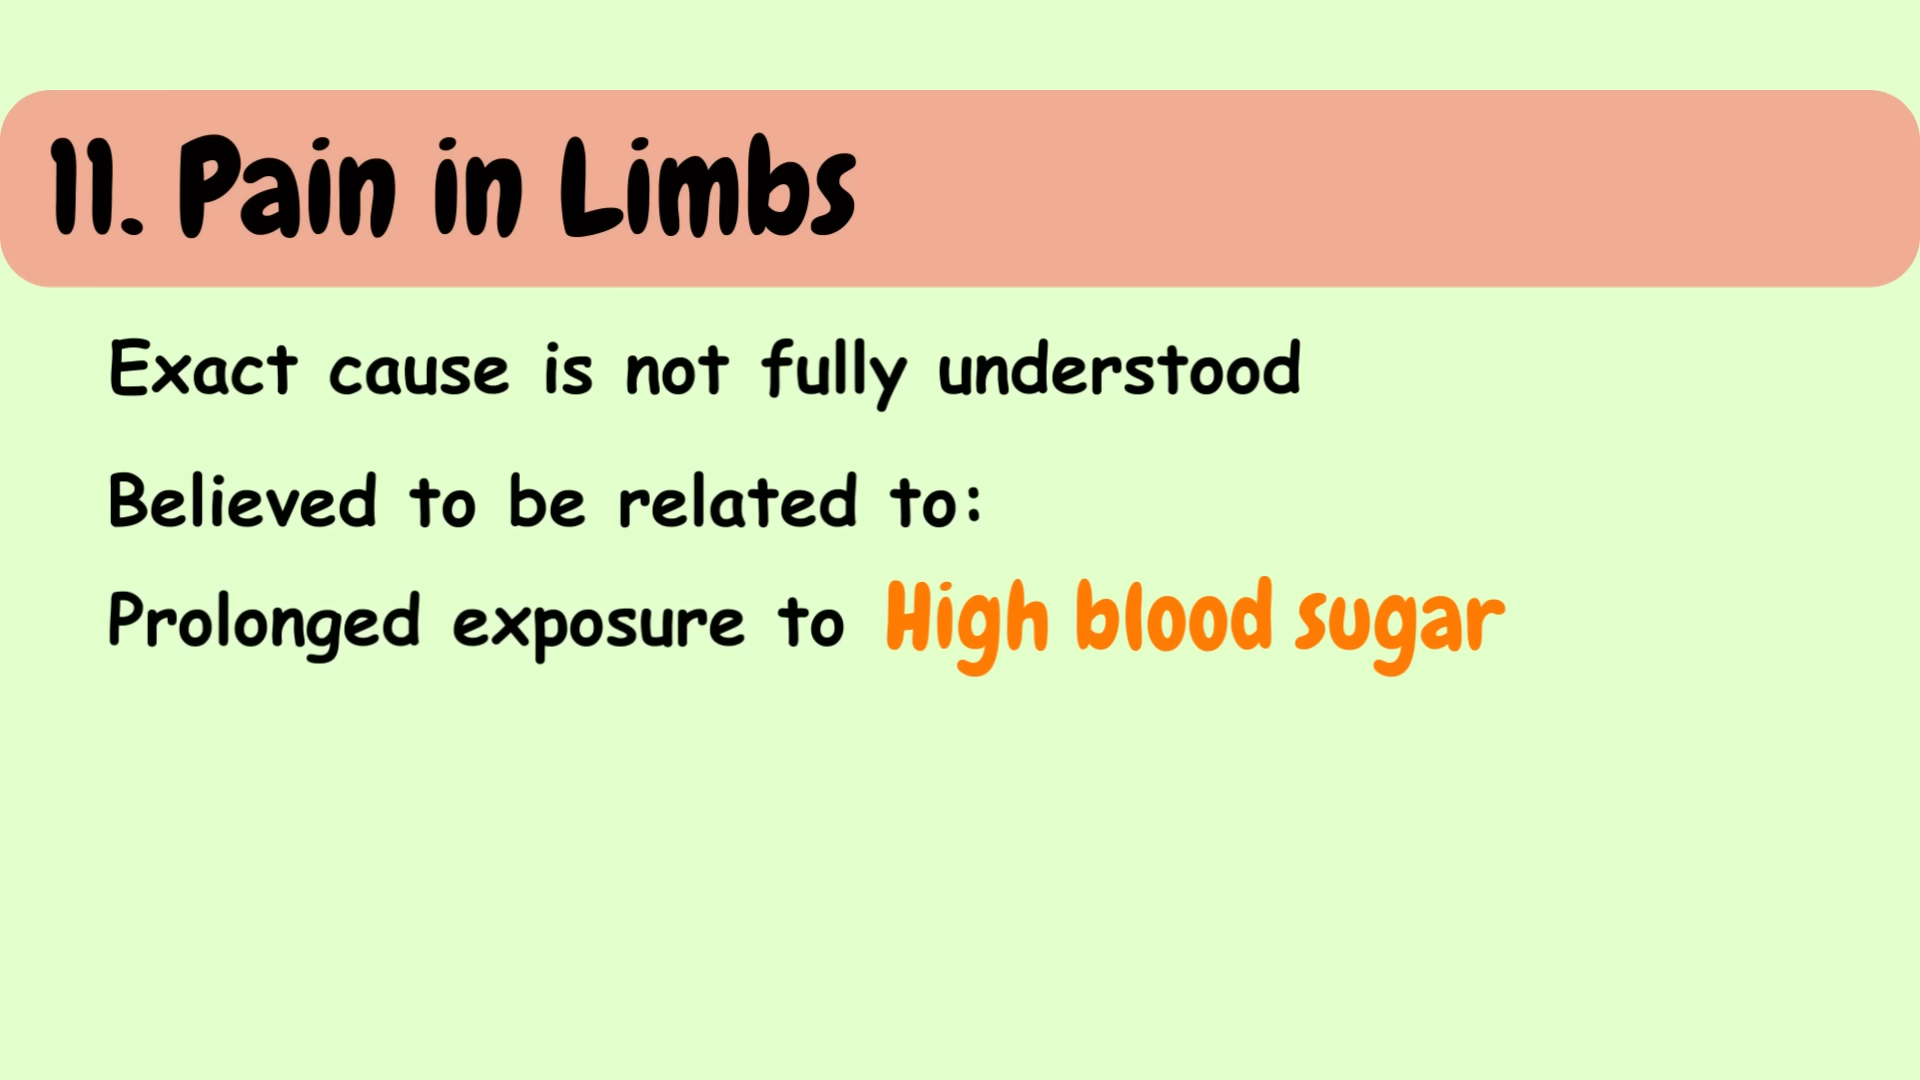 11. Pain in Limbs
Exact cause is not fully understood
Believed to be related to:
Prolonged exposure to High blood sugar